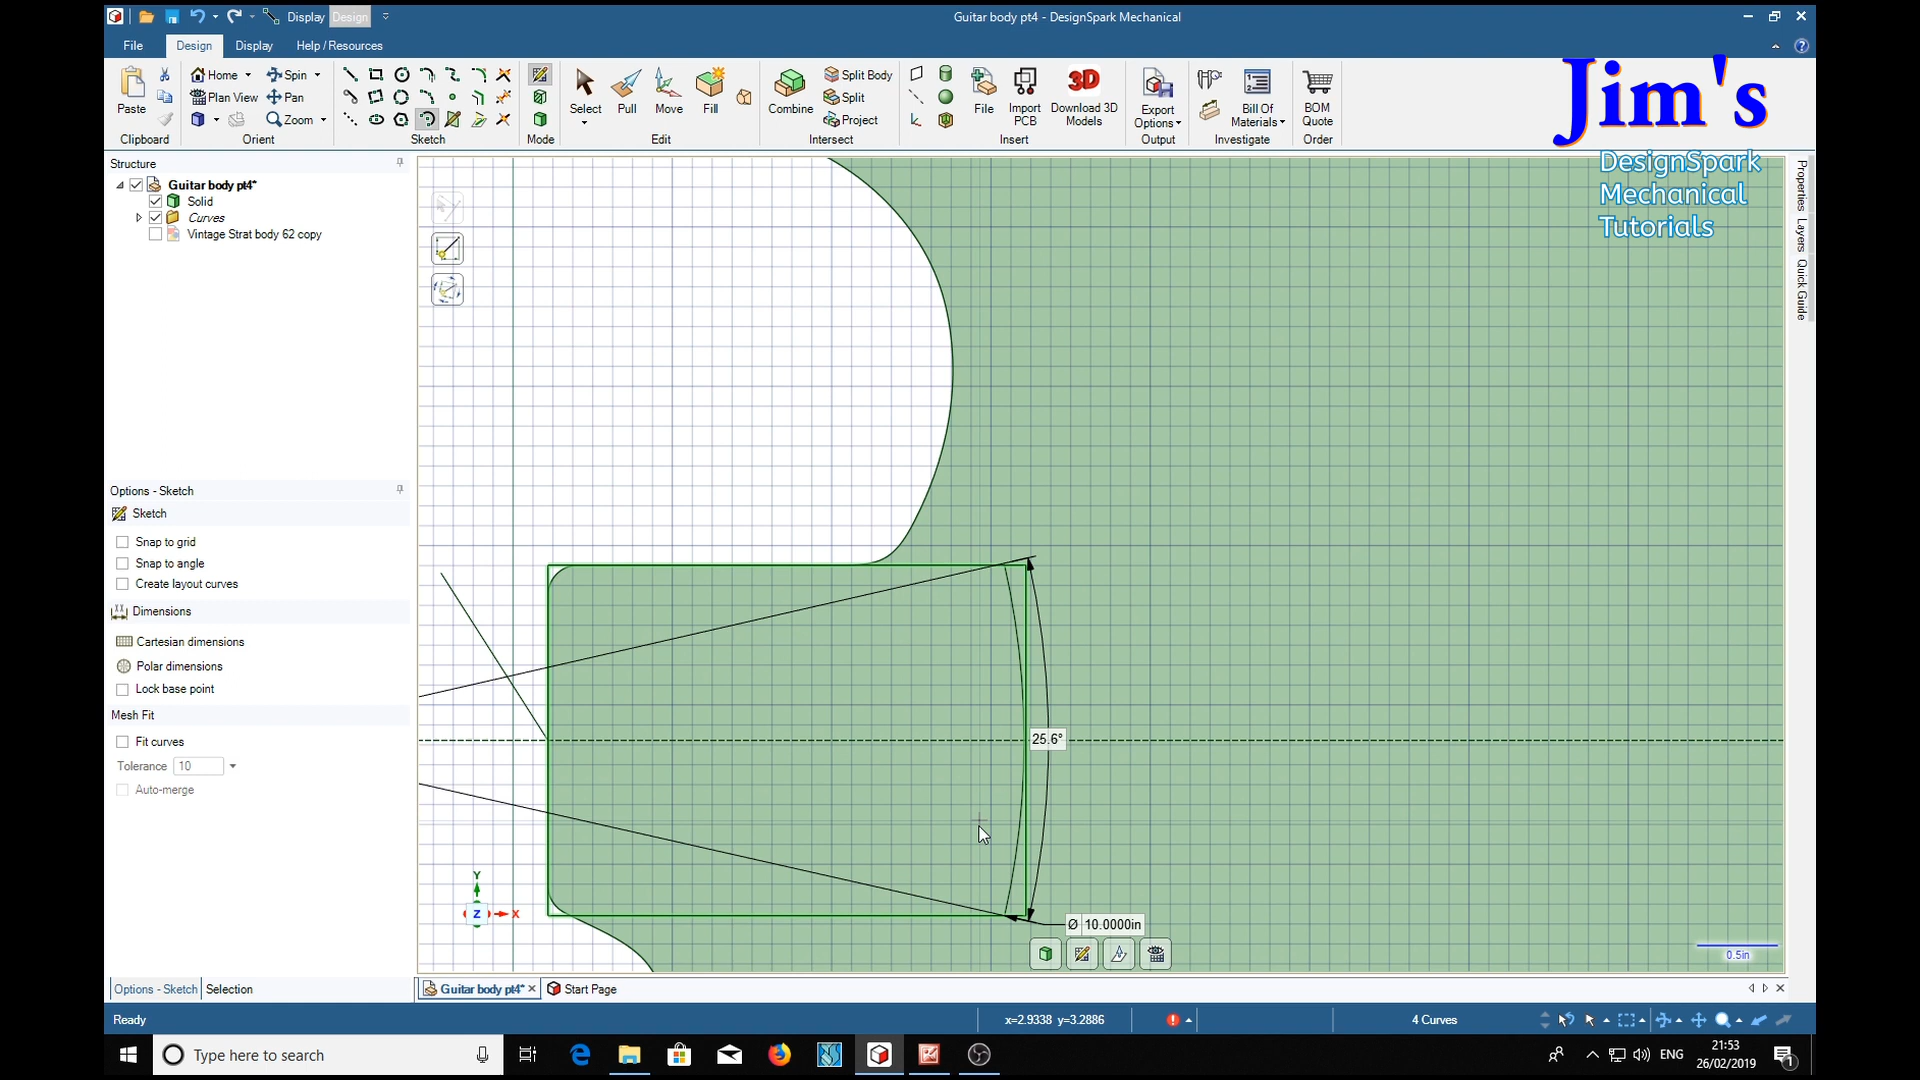 Display Design
Guitar body pt4 - DesignSpark Mechanical
File Design Display Help / Resources
Jim's
DesignSpark
Mechanical
Tutorials
Paste
Home Spin
Plan View Pan
Zoom
Select Pull Move Fill
Combine
Split Body
Split
Project
File
Import
PCB
Download 3D
Models
3D
Export
Options
Bill Of
Materials
BOM
Quote
Clipboard Orient Sketch Mode Edit Intersect Insert Output Investigate Order
Structure
Guitar body pt4*
Solid
Curves
Vintage Strat body 62 copy
Properties
Layers
Quick Guide
Options - Sketch
Sketch
Snap to grid
Snap to angle
Create layout curves
Dimensions
Cartesian dimensions
Polar dimensions
Lock base point
Mesh Fit
Fit curves
Tolerance 10
Auto-merge
25.6°
Ø 10.0000in
Y
Z X
0.5in
Options - Sketch Selection
Guitar body pt4* Start Page
Ready
x=2.9338 y=3.2886
4 Curves
Type here to search
ENG
21:53
26/02/2019
1